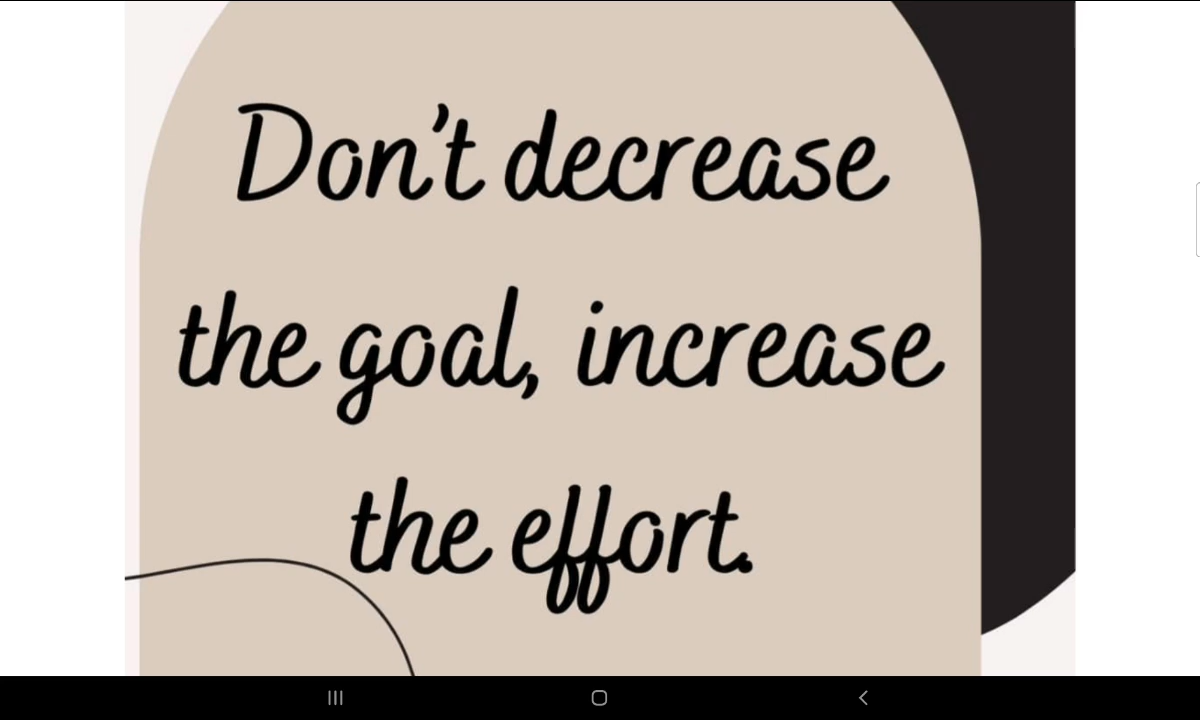 Don't decrease
the goal, increase
the effort.